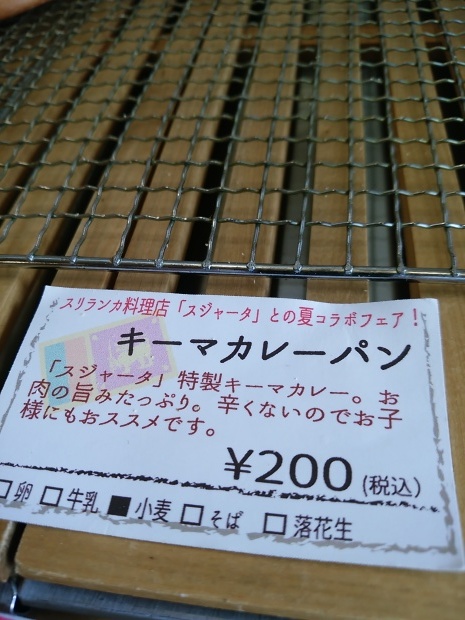 スリランカ料理店「スジャータ」との夏コラボフェア！
キーマカレーパン
「スジャータ」特製キーマカレー。お
肉の旨みたっぷり。辛くないのでお子
様にもおススメです。
¥200(税込)
□卵 □牛乳 ■小麦 □そば □落花生